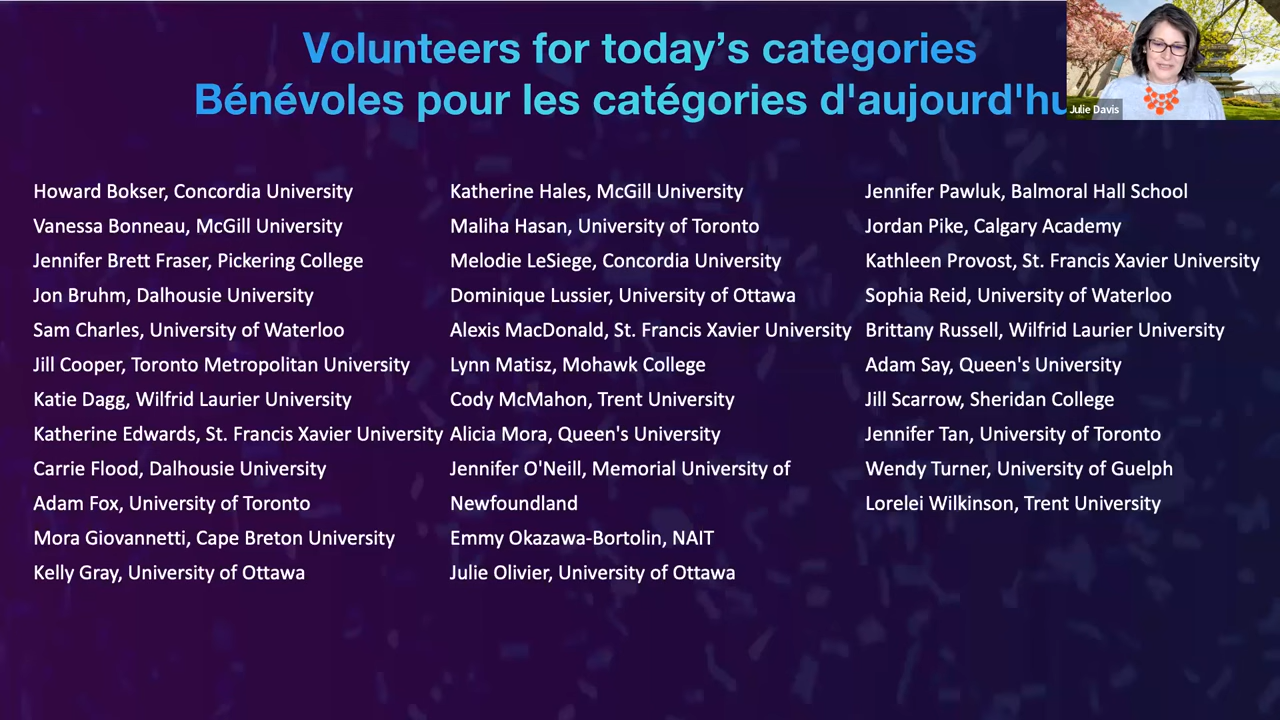 Volunteers for today's categories
Bénévoles pour les catégories d'aujourd'hu
Julie Davis
Howard Bokser, Concordia University
Vanessa Bonneau, McGill University
Jennifer Brett Fraser, Pickering College
Jon Bruhm, Dalhousie University
Sam Charles, University of Waterloo
Jill Cooper, Toronto Metropolitan University
Katie Dagg, Wilfrid Laurier University
Katherine Edwards, St. Francis Xavier University
Carrie Flood, Dalhousie University
Adam Fox, University of Toronto
Mora Giovannetti, Cape Breton University
Kelly Gray, University of Ottawa
Katherine Hales, McGill University
Maliha Hasan, University of Toronto
Melodie LeSiege, Concordia University
Dominique Lussier, University of Ottawa
Alexis MacDonald, St. Francis Xavier University
Lynn Matisz, Mohawk College
Cody McMahon, Trent University
Alicia Mora, Queen's University
Jennifer O'Neill, Memorial University of
Newfoundland
Emmy Okazawa-Bortolin, NAIT
Julie Olivier, University of Ottawa
Jennifer Pawluk, Balmoral Hall School
Jordan Pike, Calgary Academy
Kathleen Provost, St. Francis Xavier University
Sophia Reid, University of Waterloo
Brittany Russell, Wilfrid Laurier University
Adam Say, Queen's University
Jill Scarrow, Sheridan College
Jennifer Tan, University of Toronto
Wendy Turner, University of Guelph
Lorelei Wilkinson, Trent University